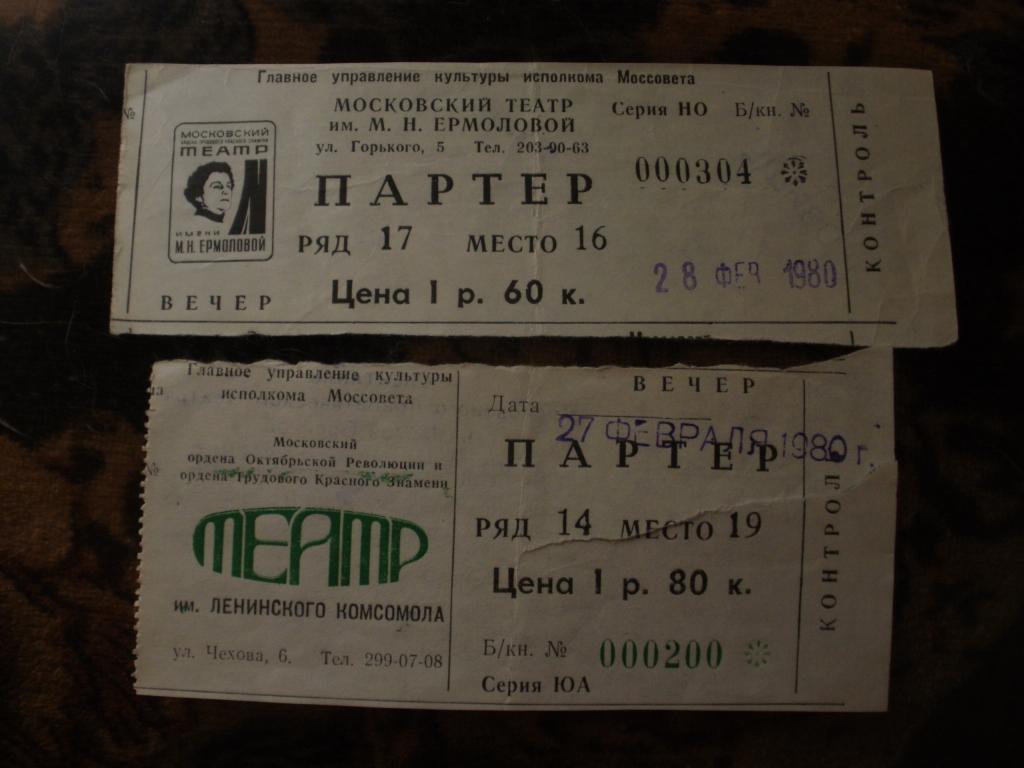 Главное управление культуры исполкома Моссовета
№
МОСКОВСКИЙ
ТЕАТР
ИМЕНИ
М.Н. ЕРМОЛОВОЙ
МОСКОВСКИЙ ТЕАТР
им. М. Н. ЕРМОЛОВОЙ
ул. Горького, 5 Тел. 203-90-63
ПАРТЕР
РЯД 17 МЕСТО 16
ВЕЧЕР
Цена 1 р. 60 к.
Серия НО Б/кн. №
000304
28 ФЕВ 1980
КОНТРОЛЬ
Главное управление культуры
исполкома Моссовета
Московский
ордена Октябрьской Революции и
ордена Трудового Красного Знамени
№
ТЕАТР
им. ЛЕНИНСКОГО КОМСОМОЛА
ул. Чехова, 6. Тел. 299-07-08
ВЕЧЕР
Дата
27 ФЕВРАЛЯ 1980 г.
ПАРТЕР
РЯД 14 МЕСТО 19
Цена 1 р. 80 к.
Б/кн. № 000200
Серия ЮА
КОНТРОЛ